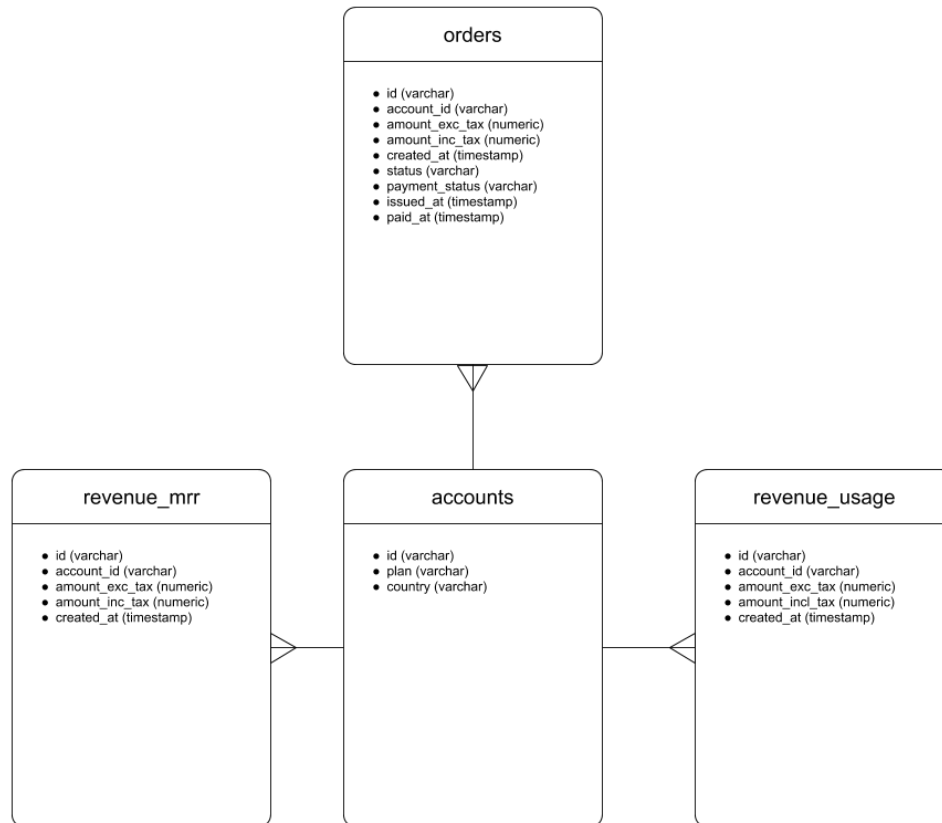 orders
• id (varchar)
• account_id (varchar)
• amount_exc_tax (numeric)
• amount_inc_tax (numeric)
• created_at (timestamp)
• status (varchar)
• payment_status (varchar)
• issued_at (timestamp)
• paid_at (timestamp)
revenue_mrr
• id (varchar)
• account_id (varchar)
• amount_exc_tax (numeric)
• amount_inc_tax (numeric)
• created_at (timestamp)
accounts
• id (varchar)
• plan (varchar)
• country (varchar)
revenue_usage
• id (varchar)
• account_id (varchar)
• amount_exc_tax (numeric)
• amount_incl_tax (numeric)
• created_at (timestamp)